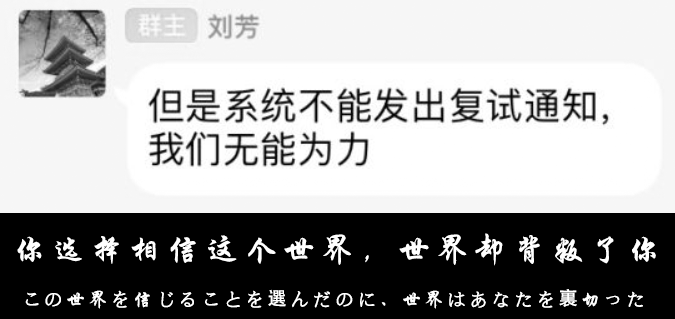 群主 刘芳
但是系统不能发出复试通知，
我们无能为力
你选择相信这个世界，世界却背叛了你
この世界を信じることを選んだのに、世界はあなたを裏切った